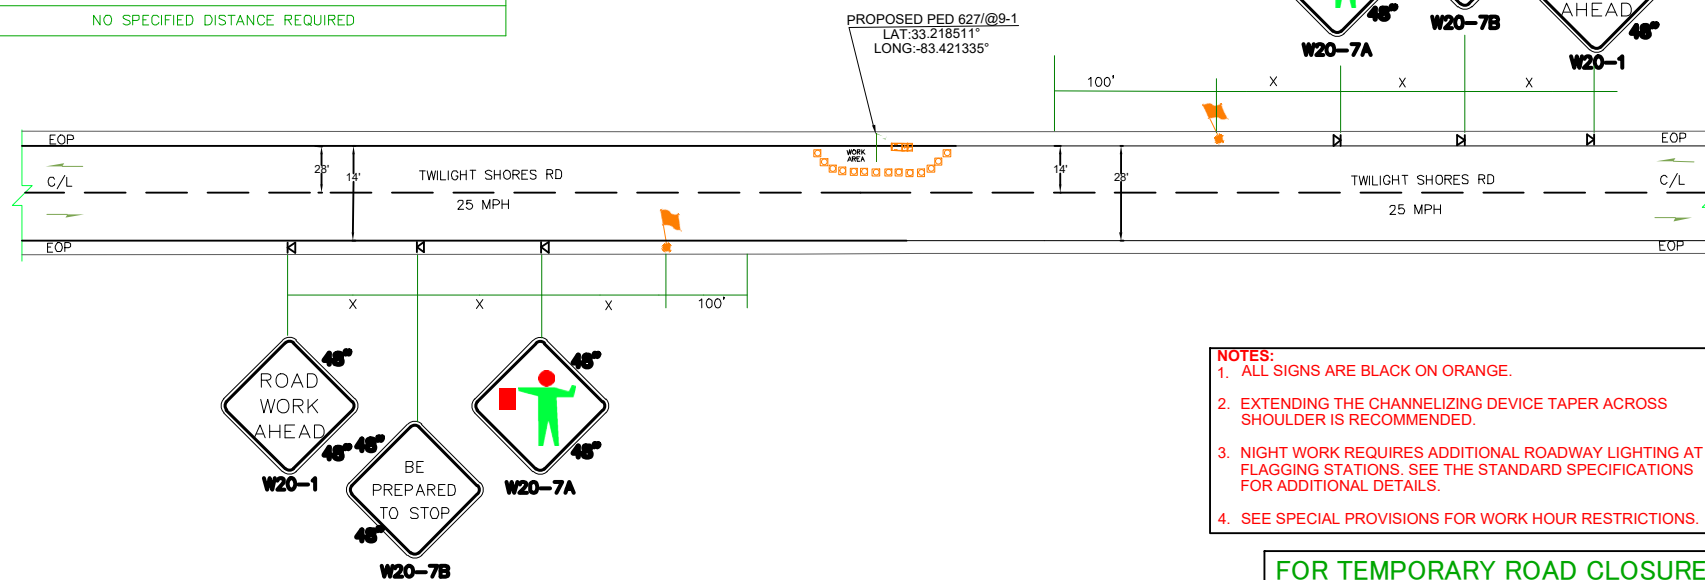 NO SPECIFIED DISTANCE REQUIRED
PROPOSED PED 627/@9-1
LAT:33.218511°
LONG:-83.421335°
48"
W20-7A
W20-7B
AHEAD
48"
W20-1
100'
X
X
X
EOP
EOP
C/L
28'
14'
TWILIGHT SHORES RD
25 MPH
WORK
AREA
14'
28'
TWILIGHT SHORES RD
25 MPH
C/L
EOP
EOP
X
X
X
100'
ROAD
WORK
AHEAD
48"
48"
W20-1
BE
PREPARED
TO STOP
48"
48"
W20-7B
48"
48"
W20-7A
NOTES:
1. ALL SIGNS ARE BLACK ON ORANGE.
2. EXTENDING THE CHANNELIZING DEVICE TAPER ACROSS
SHOULDER IS RECOMMENDED.
3. NIGHT WORK REQUIRES ADDITIONAL ROADWAY LIGHTING AT
FLAGGING STATIONS. SEE THE STANDARD SPECIFICATIONS
FOR ADDITIONAL DETAILS.
4. SEE SPECIAL PROVISIONS FOR WORK HOUR RESTRICTIONS.
FOR TEMPORARY ROAD CLOSURE